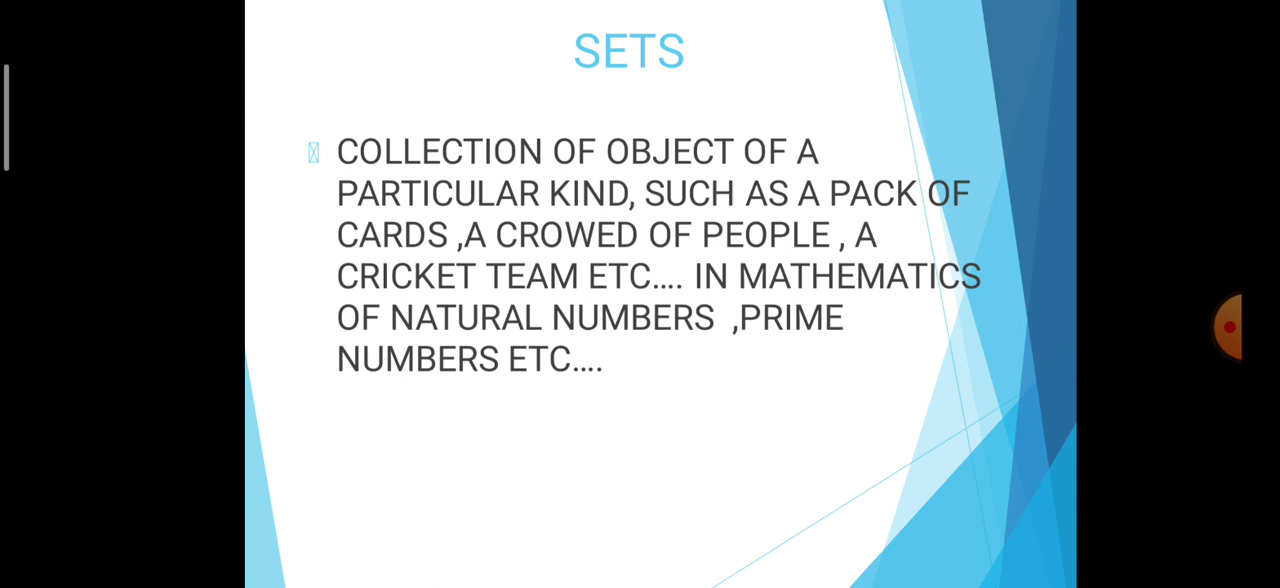 SETS
COLLECTION OF OBJECT OF A
PARTICULAR KIND, SUCH AS A PACK OF
CARDS ,A CROWED OF PEOPLE , A
CRICKET TEAM ETC.... IN MATHEMATICS
OF NATURAL NUMBERS  ,PRIME
NUMBERS ETC....